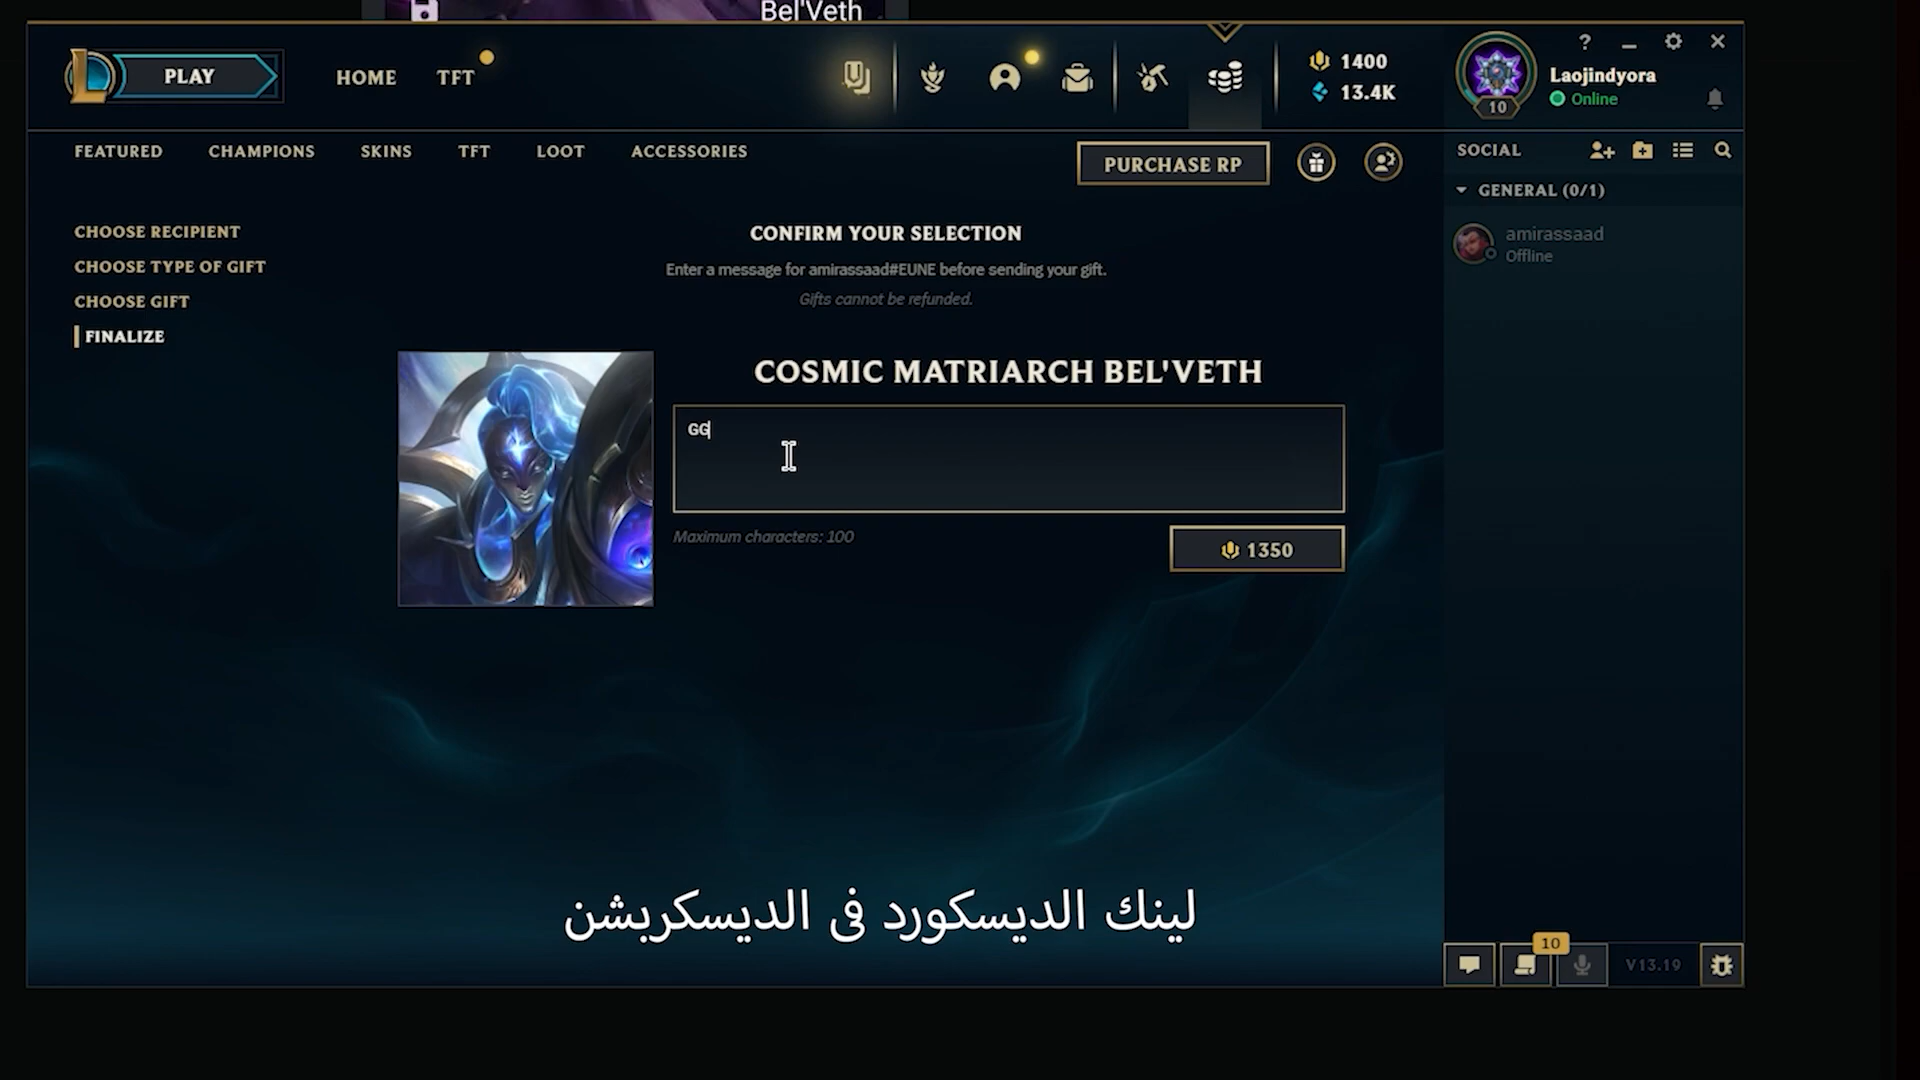 Bel'Veth
PLAY
HOME
TFT
1400
13.4K
10
Laojindyora
Online
FEATURED
CHAMPIONS
SKINS
TFT
LOOT
ACCESSORIES
PURCHASE RP
SOCIAL
GENERAL (0/1)
amirassaad
Offline
CHOOSE RECIPIENT
CHOOSE TYPE OF GIFT
CHOOSE GIFT
FINALIZE
CONFIRM YOUR SELECTION
Enter a message for amirassaad#EUNE before sending your gift.
Gifts cannot be refunded.
COSMIC MATRIARCH BEL'VETH
GG
Maximum characters: 100
1350
لينك الديسكورد فى الديسكربشن
10
V13.19